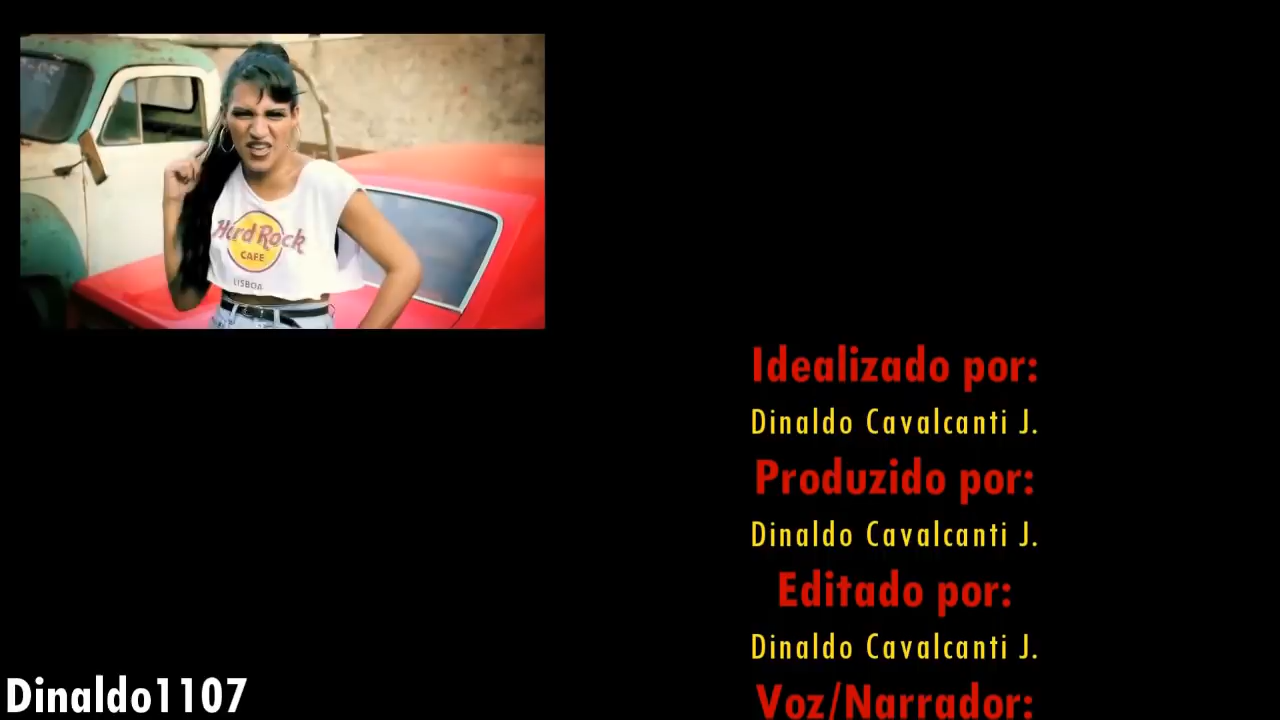 Hard Rock
CAFE
LISBOA
Idealizado por:
Dinaldo Cavalcanti J.
Produzido por:
Dinaldo Cavalcanti J.
Editado por:
Dinaldo Cavalcanti J.
Voz/Narrador:
Dinaldo1107